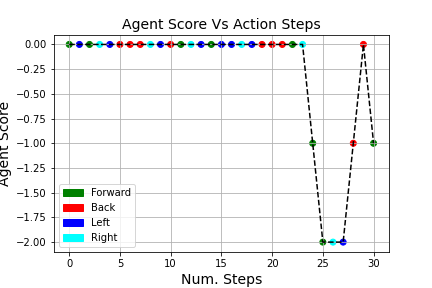 Agent Score Vs Action Steps
0.00
−0.25
−0.50
−0.75
−1.00
−1.25
−1.50
−1.75
−2.00
Agent Score
Forward
Back
Left
Right
0 5 10 15 20 25 30
Num. Steps